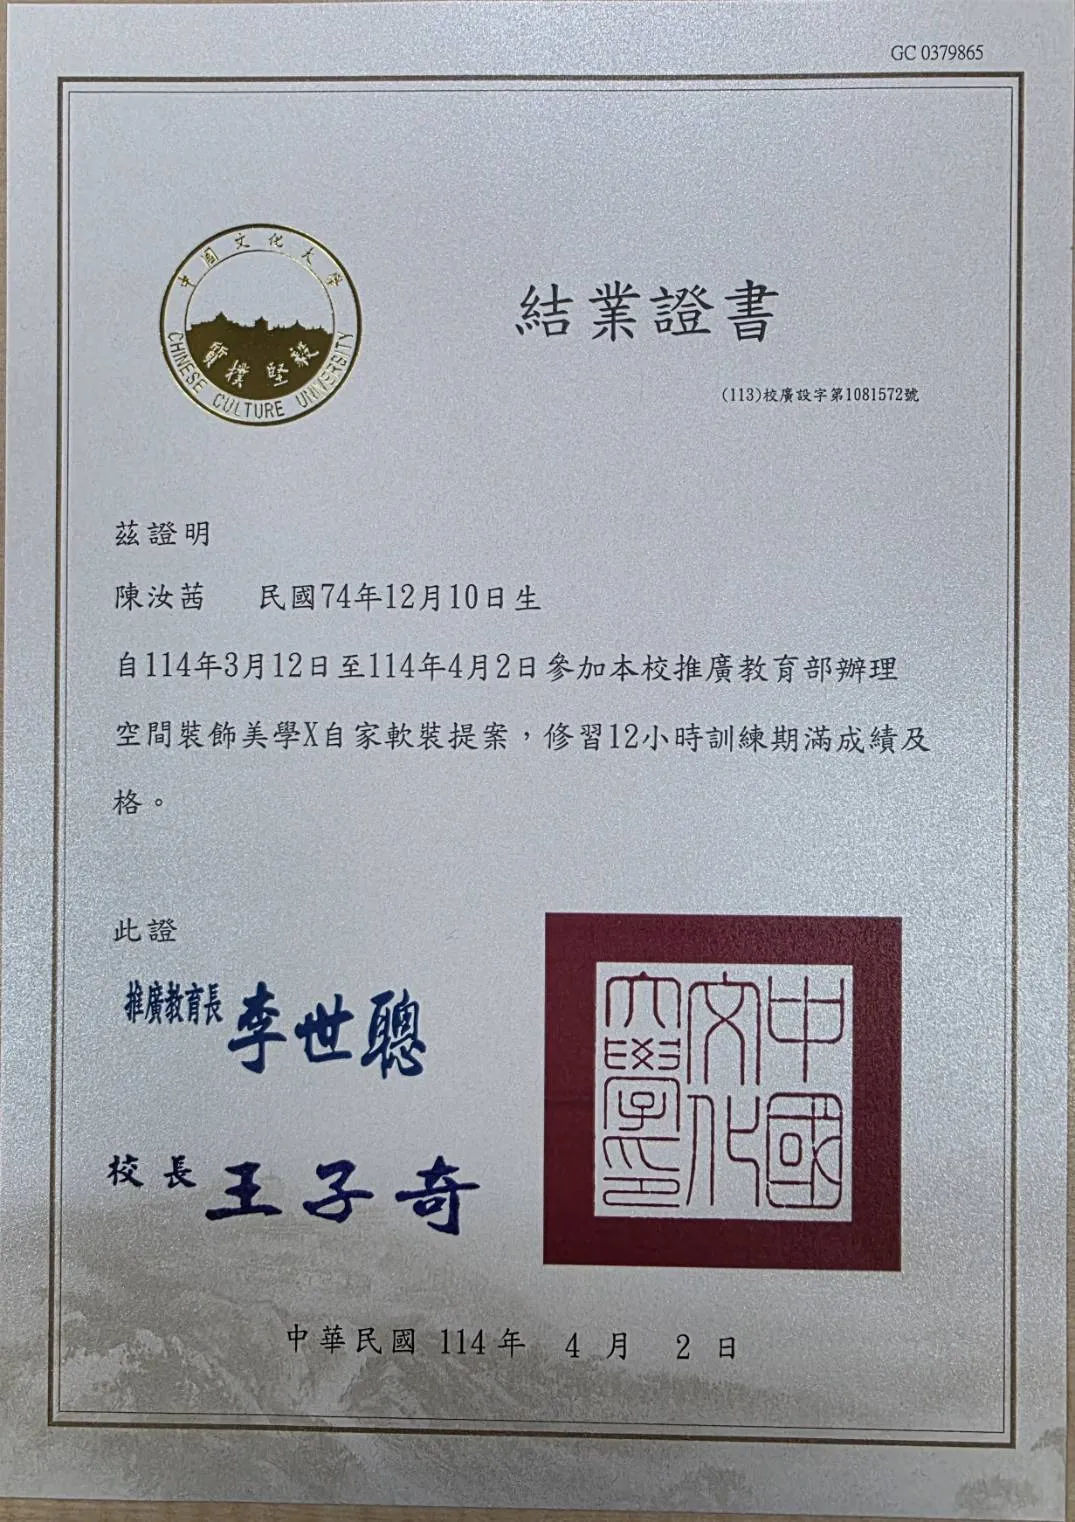 GC 0379865
中國文化大學
質樸堅毅
CHINESE CULTURE UNIVERSITY
結業證書
(113)校廣設字第1081572號
茲證明
陳汝茜　民國74年12月10日生
自114年3月12日至114年4月2日參加本校推廣教育部辦理
空間裝飾美學X自家軟裝提案，修習12小時訓練期滿成績及
格。
此證
推廣教育長 李世聰
校長 王子奇
中國文化大學印
中華民國 114 年 4 月 2 日